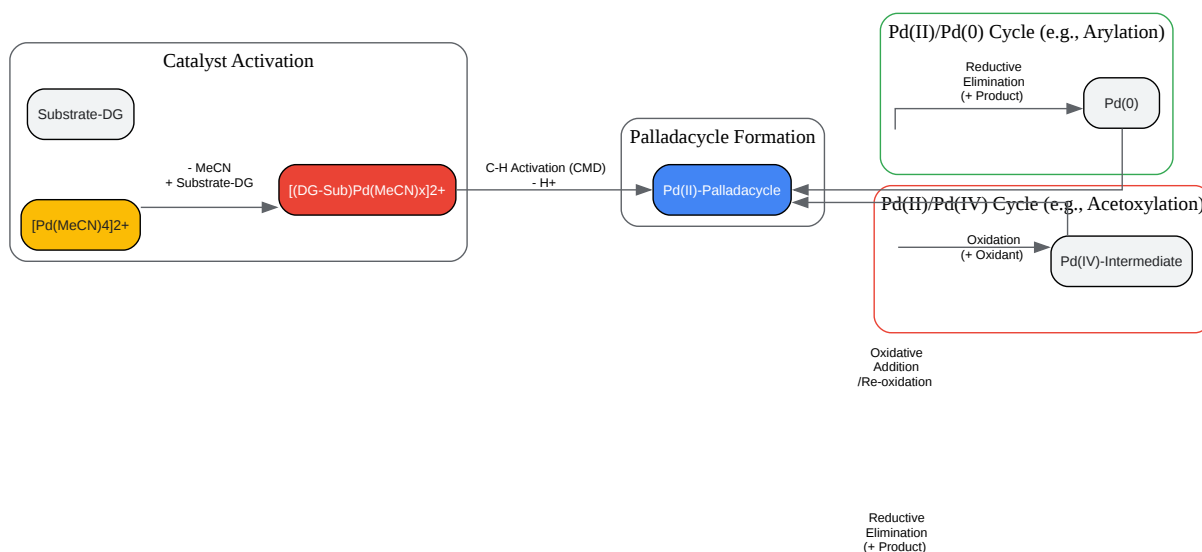 Catalyst Activation
Substrate-DG
[Pd(MeCN)4]2+
- MeCN
+ Substrate-DG
[(DG-Sub)Pd(MeCN)x]2+
C-H Activation (CMD)
- H+
Palladacycle Formation
Pd(II)-Palladacycle
Pd(II)/Pd(0) Cycle (e.g., Arylation)
Reductive
Elimination
(+ Product)
Pd(0)
Pd(II)/Pd(IV) Cycle (e.g., Acetoxylation)
Oxidation
(+ Oxidant)
Pd(IV)-Intermediate
Oxidative
Addition
/Re-oxidation
Reductive
Elimination
(+ Product)